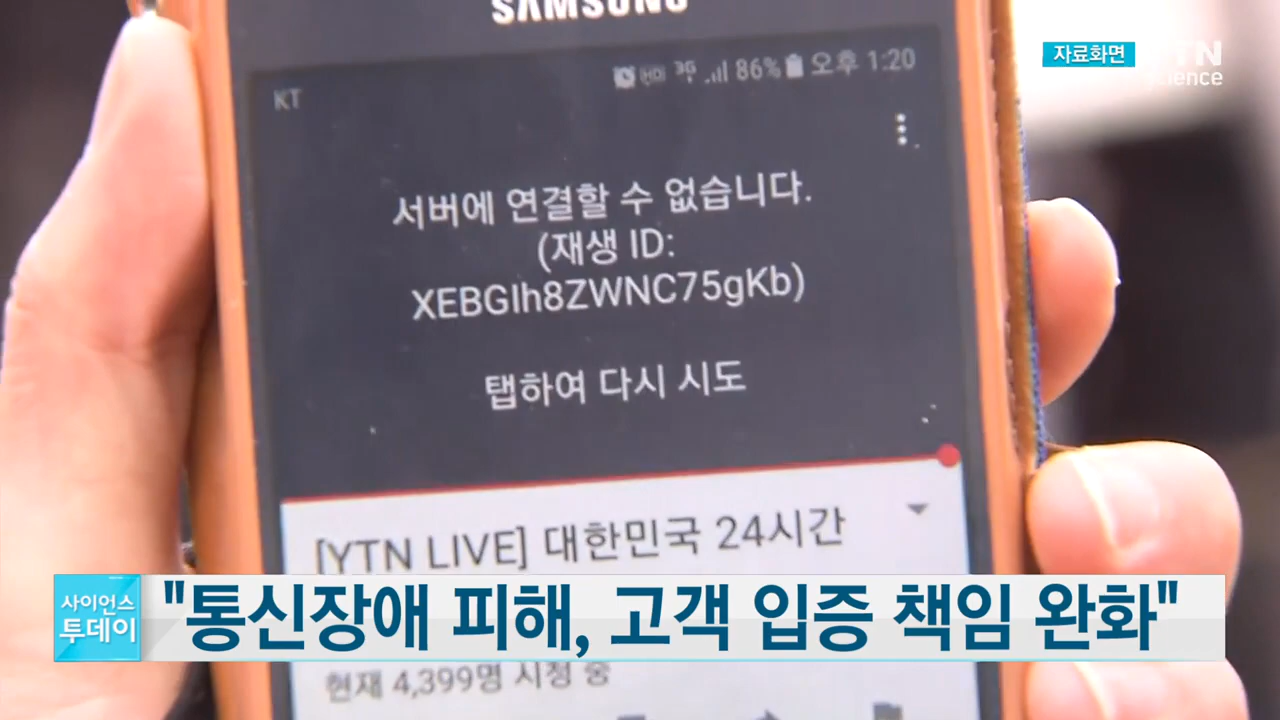 SAMSUNG
자료화면
YTN
science
KT
3G 86% 오후 1:20
서버에 연결할 수 없습니다.
(재생 ID:
XEBGIh8ZWNC75gKb)
탭하여 다시 시도
[YTN LIVE] 대한민국 24시간
사이언스
투데이
"통신장애 피해, 고객 입증 책임 완화"
현재 4,399명 시청 중